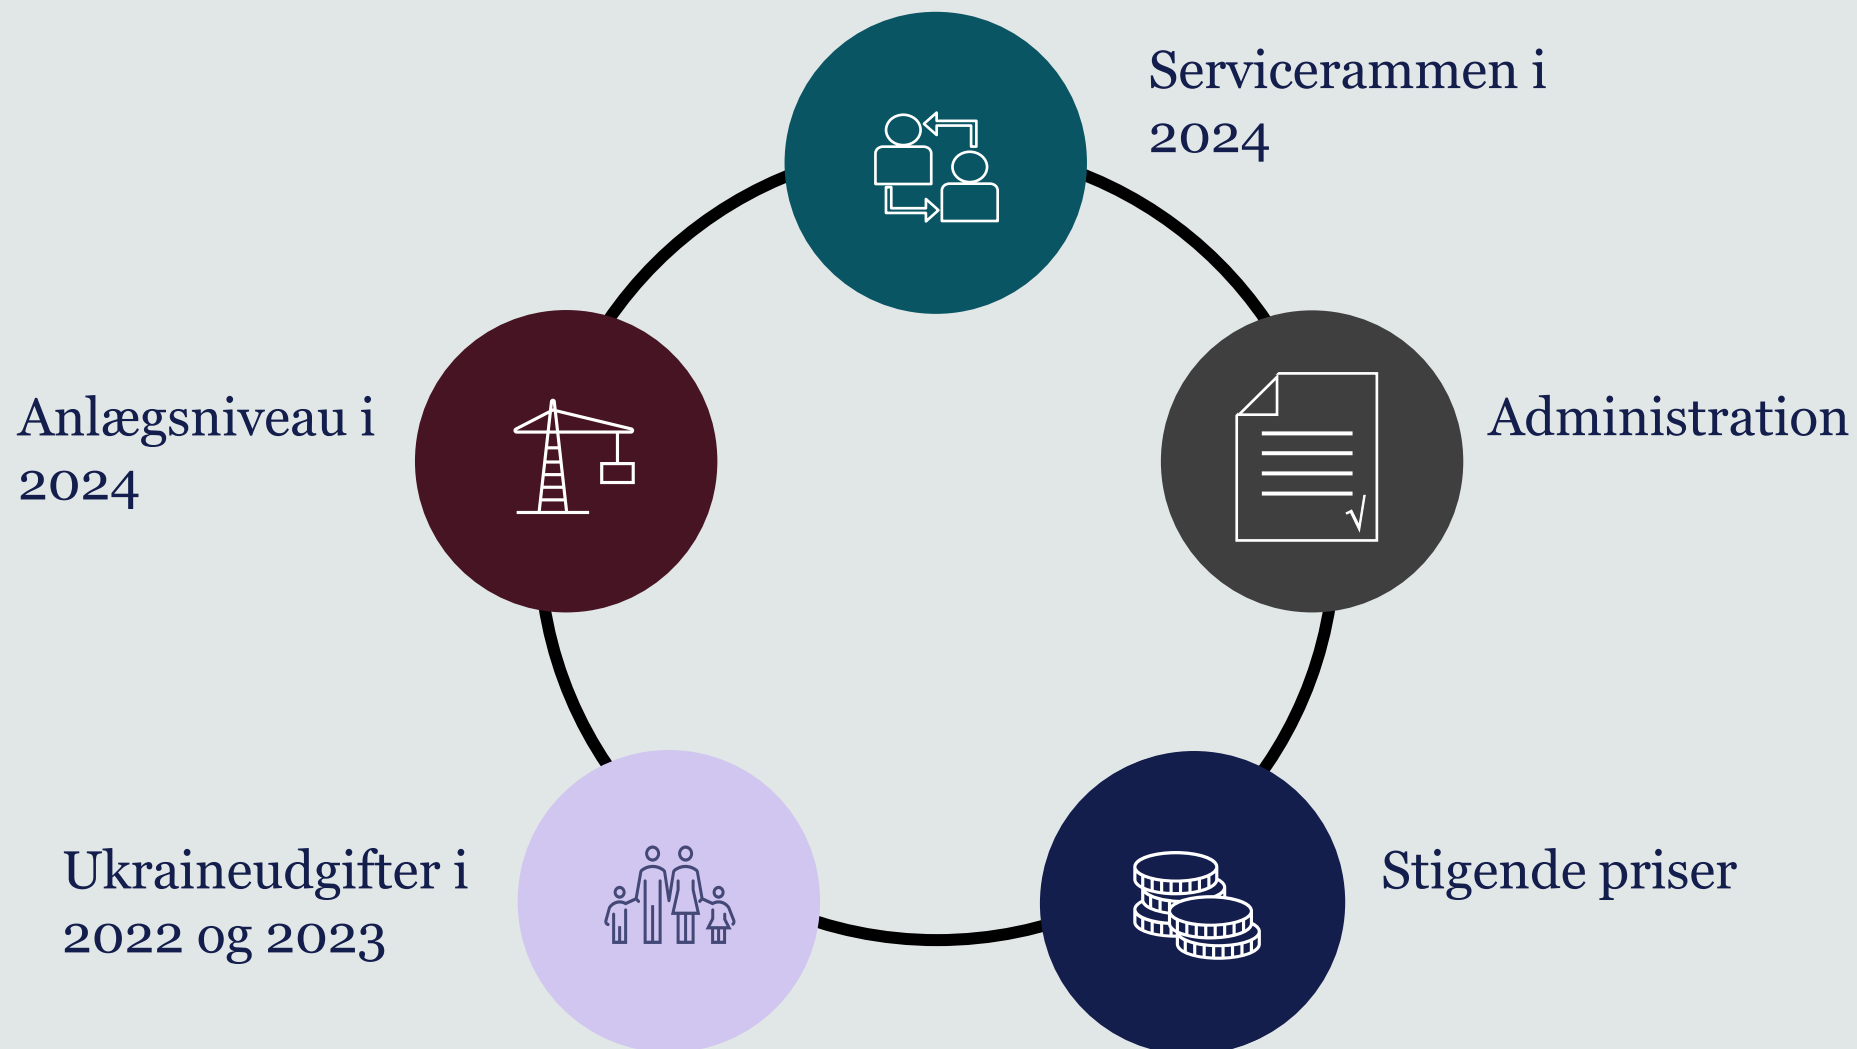 Servicerammen i
2024
Administration
Stigende priser
Ukraineudgifter i
2022 og 2023
Anlægsniveau i
2024